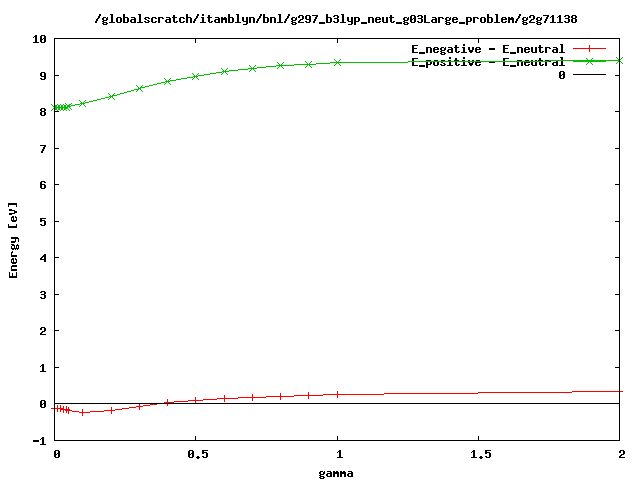 /globalscratch/itamblyn/bnl/g297_b3lyp_neut_g03Large_problem/g2g71138
E_negative - E_neutral
E_positive - E_neutral
0
10
9
8
7
6
5
4
3
2
1
0
-1
Energy [eV]
0 0.5 1 1.5 2
gamma